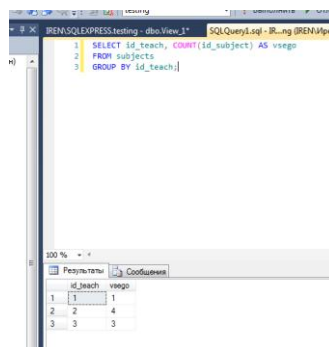 testing
IREN\SQLEXPRESS.testing - dbo.View_1*
SQLQuery1.sql - IR...ng (IREN\Ире
1 SELECT id_teach, COUNT(id_subject) AS vsego
2 FROM subjects
3 GROUP BY id_teach;
100 %
Результаты Сообщения
id_teach vsego
1 1 1
2 2 4
3 3 3